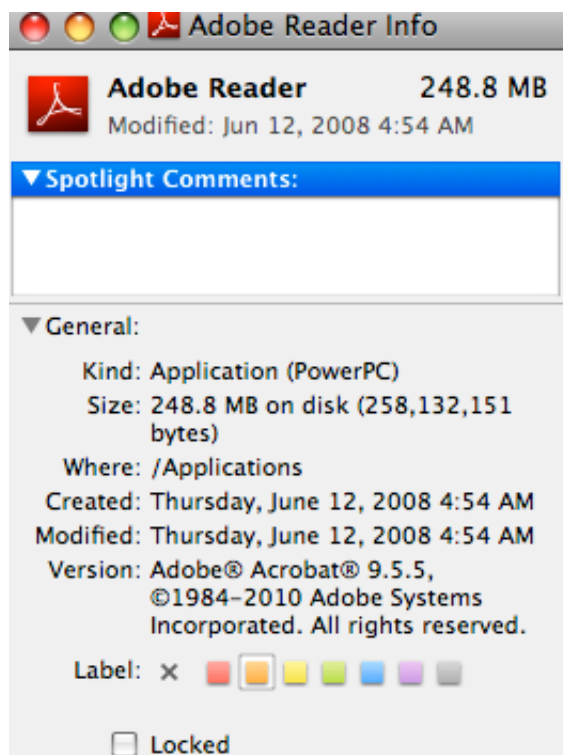 Adobe Reader Info
Adobe Reader 248.8 MB
Modified: Jun 12, 2008 4:54 AM
Spotlight Comments:
General:
Kind: Application (PowerPC)
Size: 248.8 MB on disk (258,132,151
bytes)
Where: /Applications
Created: Thursday, June 12, 2008 4:54 AM
Modified: Thursday, June 12, 2008 4:54 AM
Version: Adobe® Acrobat® 9.5.5,
©1984–2010 Adobe Systems
Incorporated. All rights reserved.
Label:
Locked